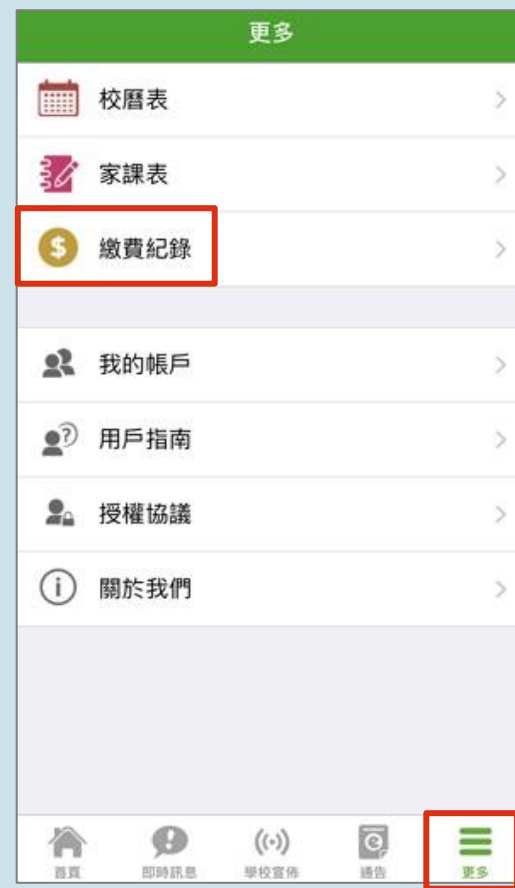 更多
校曆表
家課表
繳費紀錄
我的帳戶
用戶指南
授權協議
關於我們
首頁 即時訊息 學校宣佈 通告 更多